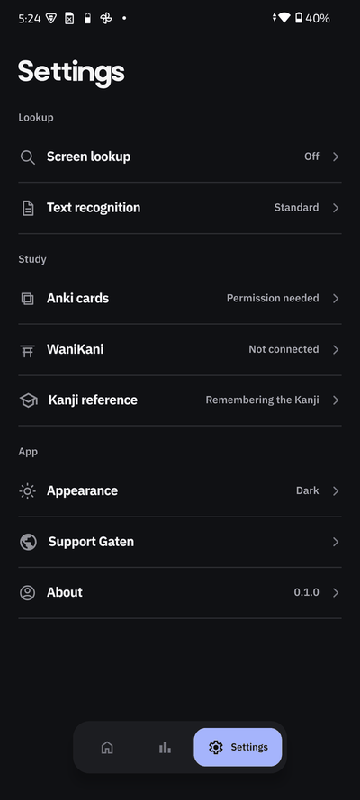 5:24
40%
Settings
Lookup
Screen lookup Off
Text recognition Standard
Study
Anki cards Permission needed
WaniKani Not connected
Kanji reference Remembering the Kanji
App
Appearance Dark
Support Gaten
About 0.1.0
Settings